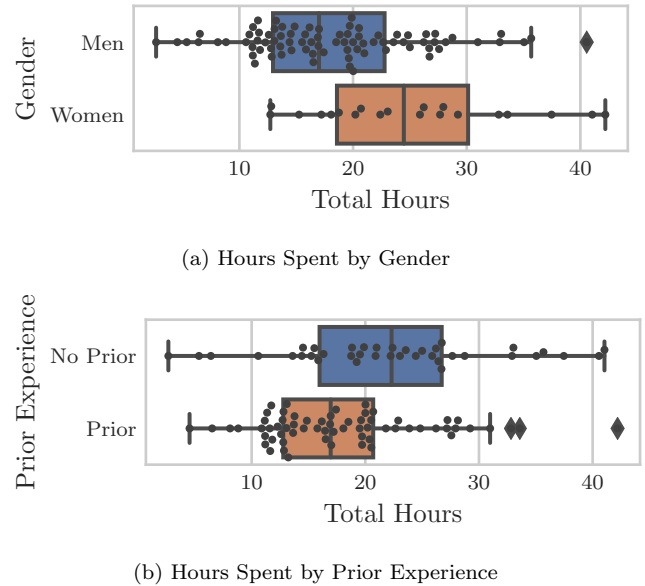 Gender
Men
Women
10 20 30 40
Total Hours
(a) Hours Spent by Gender
Prior Experience
No Prior
Prior
10 20 30 40
Total Hours
(b) Hours Spent by Prior Experience